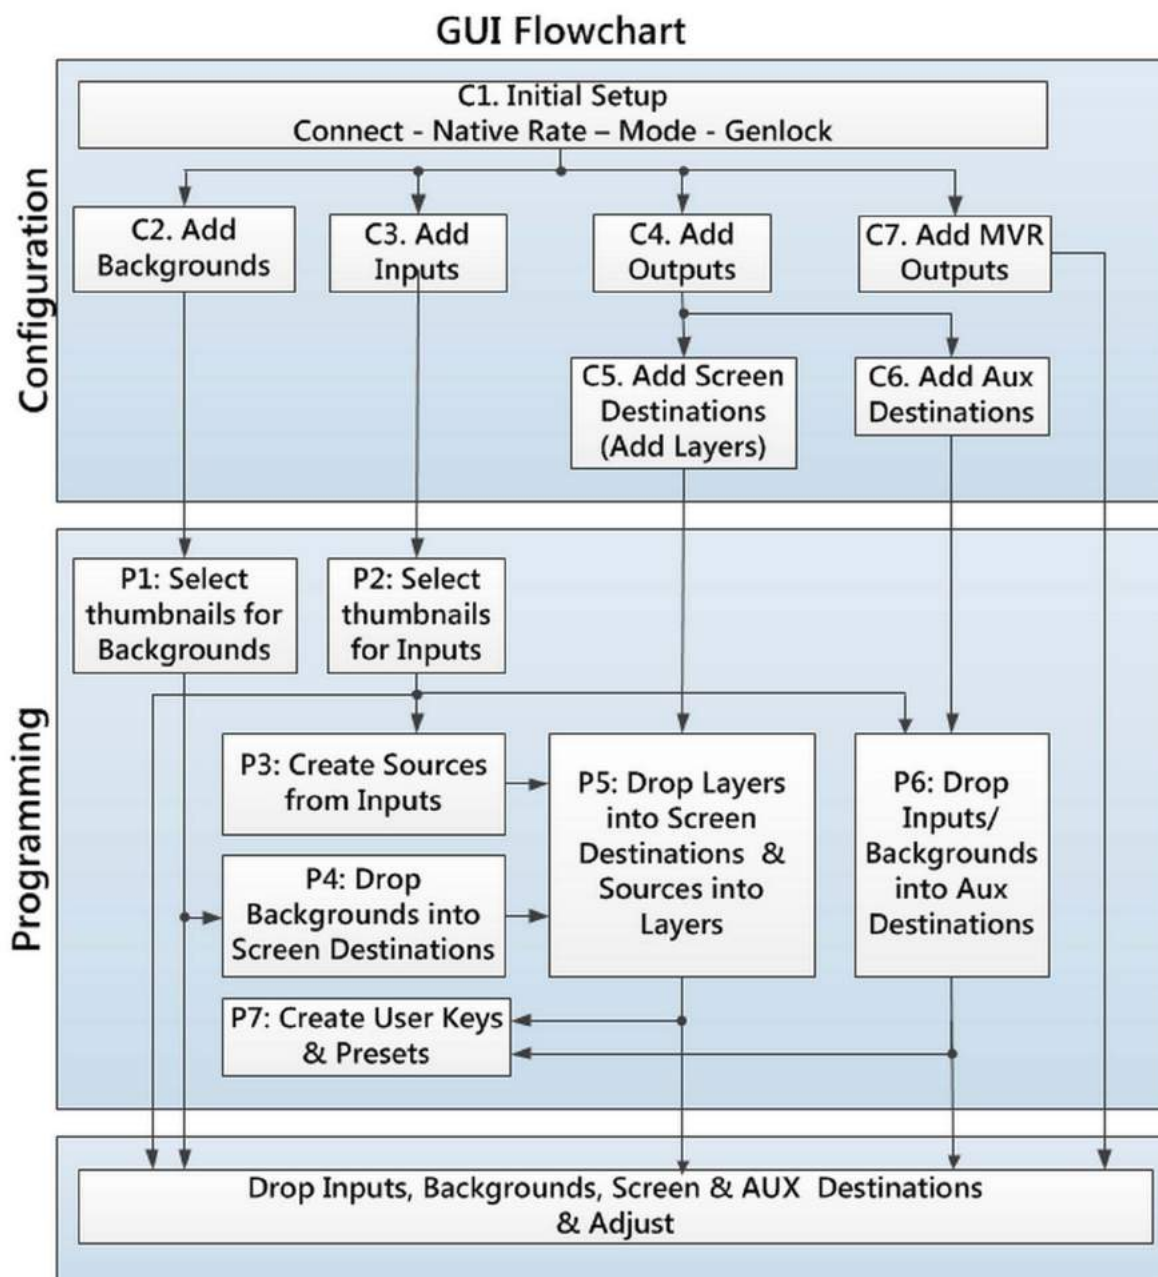 GUI Flowchart
Configuration
C1. Initial Setup
Connect - Native Rate – Mode - Genlock
C2. Add
Backgrounds
C3. Add
Inputs
C4. Add
Outputs
C7. Add MVR
Outputs
C5. Add Screen
Destinations
(Add Layers)
C6. Add Aux
Destinations
Programming
P1: Select
thumbnails for
Backgrounds
P2: Select
thumbnails
for Inputs
P3: Create Sources
from Inputs
P4: Drop
Backgrounds into
Screen Destinations
P5: Drop Layers
into Screen
Destinations &
Sources into
Layers
P6: Drop
Inputs/
Backgrounds
into Aux
Destinations
P7: Create User Keys
& Presets
Drop Inputs, Backgrounds, Screen & AUX Destinations
& Adjust